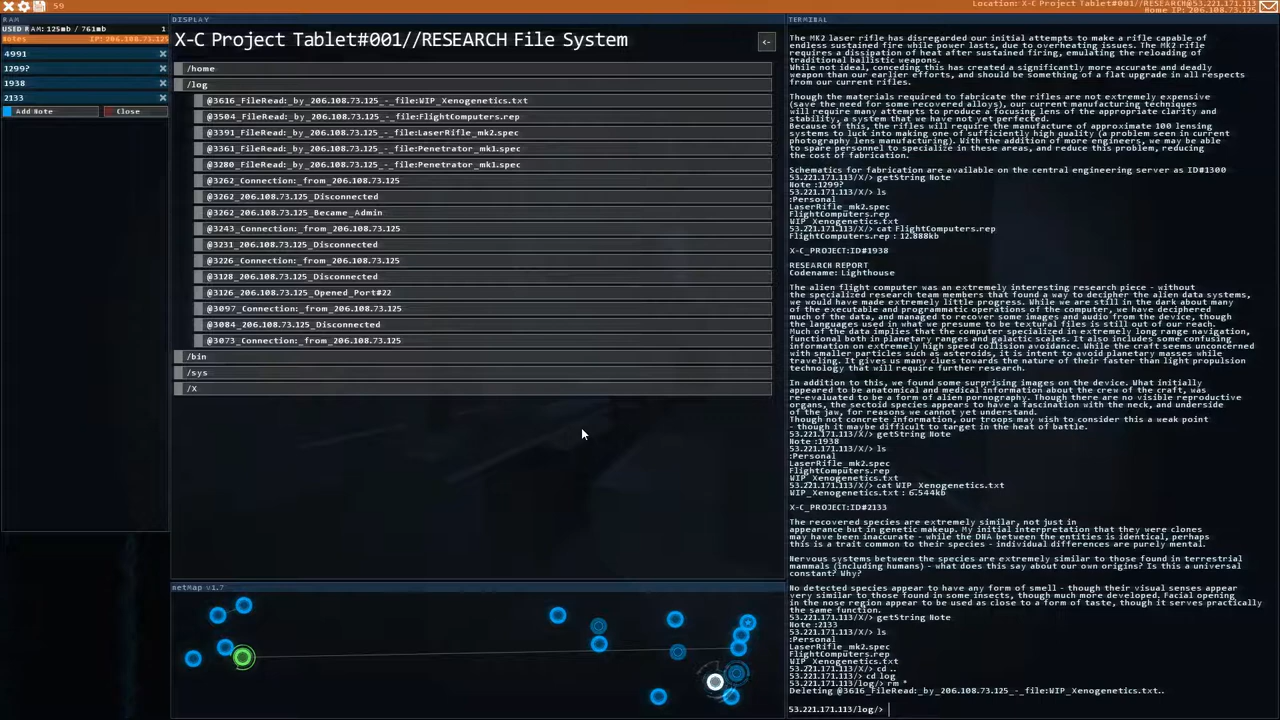 59
Location: X-C Project Tablet#001//RESEARCH@53.221.171.113
Home IP: 206.108.73.125
RAM
USED RAM: 125mb / 761mb 1
notes IP: 206.108.73.125
4991
1299?
1938
2133
Add Note
Close
DISPLAY
X-C Project Tablet#001//RESEARCH File System
<-
/home
/log
@3616_FileRead:_by_206.108.73.125_-_file:WIP_Xenogenetics.txt
@3504_FileRead:_by_206.108.73.125_-_file:FlightComputers.rep
@3391_FileRead:_by_206.108.73.125_-_file:LaserRifle_mk2.spec
@3361_FileRead:_by_206.108.73.125_-_file:Penetrator_mk1.spec
@3280_FileRead:_by_206.108.73.125_-_file:Penetrator_mk1.spec
@3262_Connection:_from_206.108.73.125
@3262_206.108.73.125_Disconnected
@3262_206.108.73.125_Became_Admin
@3243_Connection:_from_206.108.73.125
@3231_206.108.73.125_Disconnected
@3226_Connection:_from_206.108.73.125
@3128_206.108.73.125_Disconnected
@3126_206.108.73.125_Opened_Port#22
@3097_Connection:_from_206.108.73.125
@3084_206.108.73.125_Disconnected
@3073_Connection:_from_206.108.73.125
/bin
/sys
/X
netMap v1.7
TERMINAL
The MK2 laser rifle has disregarded our initial attempts to make a rifle capable of
endless sustained fire while power lasts, due to overheating issues. The MK2 rifle
requires a dissipation of heat after sustained firing, emulating the reloading of
traditional ballistic weapons.
While not ideal, conceding this has created a significantly more accurate and deadly
weapon than our earlier efforts, and should be something of a flat upgrade in all respects
from our current rifles.
Though the materials required to fabricate the rifles are not extremely expensive
(save the need for some recovered alloys), our current manufacturing techniques
will require many attempts to produce a focusing lens of the appropriate clarity and
stability, a system that we have not yet perfected.
Because of this, the rifles will require the manufacture of approximate 100 lensing
systems to luck into making one of sufficiently high quality (a problem seen in current
photography lens manufacturing). With the addition of more engineers, we may be able
to spare personnel to specialize in these areas, and reduce this problem, reducing
the cost of fabrication.
Schematics for fabrication are available on the central engineering server as ID#1300
53.221.171.113/X/> getString Note
Note :1299?
53.221.171.113/X/> ls
:Personal
LaserRifle_mk2.spec
FlightComputers.rep
WIP_Xenogenetics.txt
53.221.171.113/X/> cat FlightComputers.rep
FlightComputers.rep : 12.888kb
X-C_PROJECT:ID#1938
RESEARCH REPORT
Codename: Lighthouse
The alien flight computer was an extremely interesting research piece - without
the specialized research team members that found a way to decipher the alien data systems,
we would have made extremely little progress. While we are still in the dark about many
of the executable and programmatic operations of the computer, we have deciphered
much of the data, and managed to recover some images and audio from the device, though
the languages used in what we presume to be textural files is still out of our reach.
Much of the data implies that the computer specialized in extremely long range navigation,
functional both in planetary ranges and galactic scales. It also includes some confusing
information on extremely high speed collision avoidance. While the craft seems unconcerned
with smaller particles such as asteroids, it is intent to avoid planetary masses while
traveling. It gives us many clues towards the nature of their faster than light propulsion
technology that will require further research.
In addition to this, we found some surprising images on the device. What initially
appeared to be anatomical and medical information about the crew of the craft, was
re-evaluated to be a form of alien pornography. Though there are no visible reproductive
organs, the sectoid species appears to have a fascination with the neck, and underside
of the jaw, for reasons we cannot yet understand.
Though not concrete information, our troops may wish to consider this a weak point
- though it maybe difficult to target in the heat of battle.
53.221.171.113/X/> getString Note
Note :1938
53.221.171.113/X/> ls
:Personal
LaserRifle_mk2.spec
FlightComputers.rep
WIP_Xenogenetics.txt
53.221.171.113/X/> cat WIP_Xenogenetics.txt
WIP_Xenogenetics.txt : 6.544kb
X-C_PROJECT:ID#2133
The recovered species are extremely similar, not just in
appearance but in genetic makeup. My initial interpretation that they were clones
may have been inaccurate - while the DNA between the entities is identical, perhaps
this is a trait common to their species - individual differences are purely mental.
Nervous systems between the species are extremely similar to those found in terrestrial
mammals (including humans) - what does this say about our own origins? Is this a universal
constant? Why?
No detected species appear to have any form of smell - though their visual senses appear
very similar to those found in some insects, though much more developed. Facial opening
in the nose region appear to be used as close to a form of taste, though it serves practically
the same function.
53.221.171.113/X/> getString Note
Note :2133
53.221.171.113/X/> ls
:Personal
LaserRifle_mk2.spec
FlightComputers.rep
WIP_Xenogenetics.txt
53.221.171.113/X/> cd ..
53.221.171.113/> cd log
53.221.171.113/log/> rm *
Deleting @3616_FileRead:_by_206.108.73.125_-_file:WIP_Xenogenetics.txt..
53.221.171.113/log/>